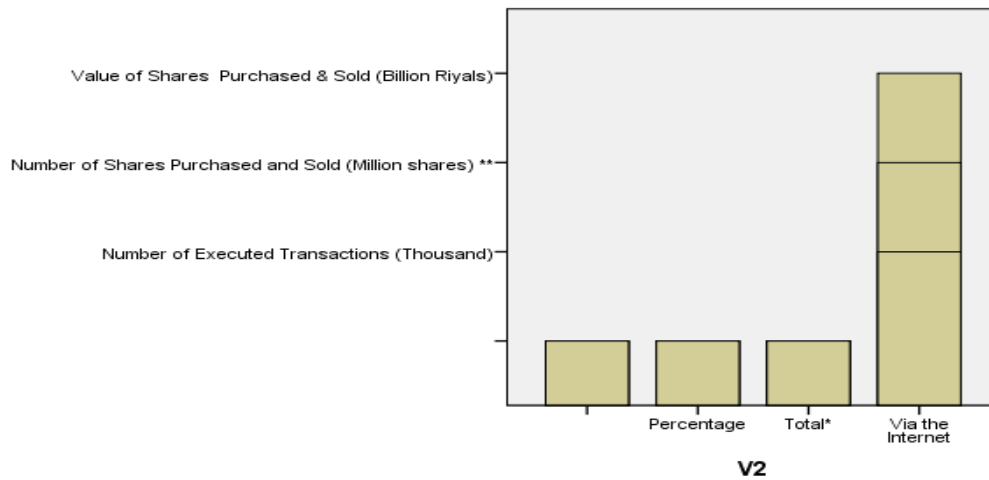 Value of Shares  Purchased & Sold (Billion Riyals)
Number of Shares Purchased and Sold (Million shares) **
Number of Executed Transactions (Thousand)
Percentage
Total*
Via the
Internet
V2